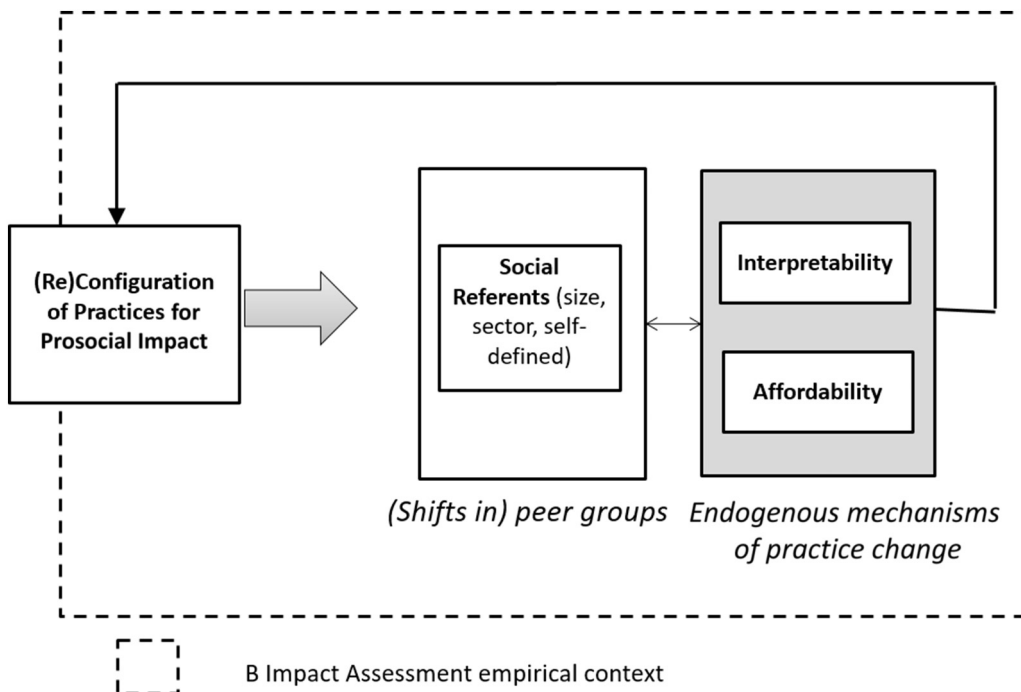 (Re)Configuration
of Practices for
Prosocial Impact
Social
Referents (size,
sector, self-
defined)
Interpretability
Affordability
(Shifts in) peer groups
Endogenous mechanisms
of practice change
B Impact Assessment empirical context